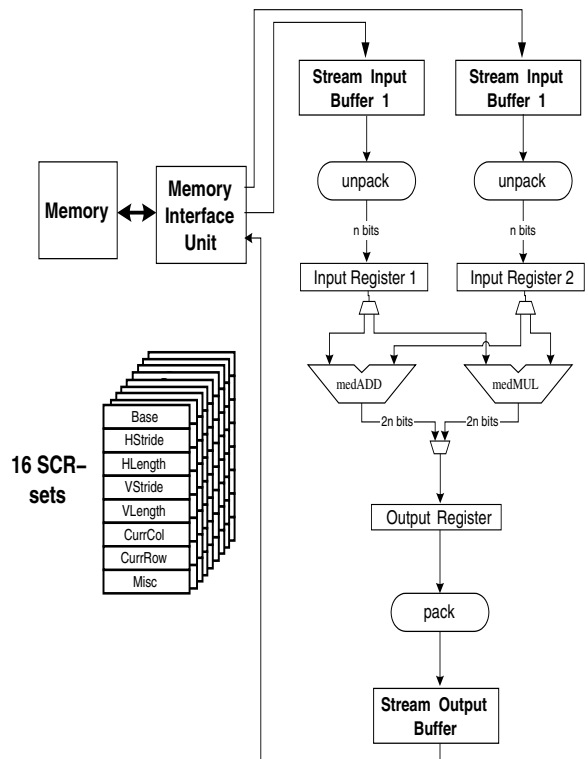 Stream Input
Buffer 1
Stream Input
Buffer 1
unpack
unpack
Memory
Memory
Interface
Unit
n bits
n bits
Input Register 1
Input Register 2
medADD
medMUL
2n bits
2n bits
16 SCR–
sets
Base
HStride
HLength
VStride
VLength
CurrCol
CurrRow
Misc
Output Register
pack
Stream Output
Buffer